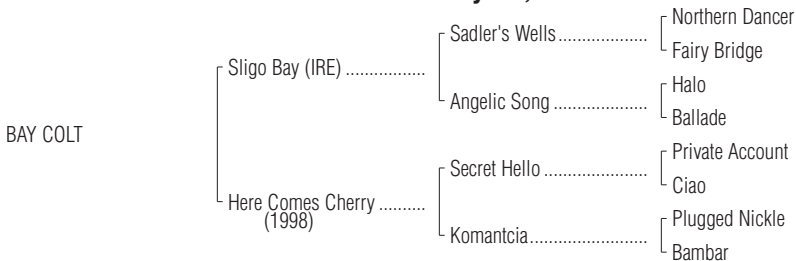 Northern Dancer
Sadler's Wells
Fairy Bridge
Sligo Bay (IRE)
Halo
Angelic Song
Ballade
BAY COLT
Private Account
Secret Hello
Ciao
Here Comes Cherry
(1998)
Plugged Nickle
Komantcia
Bambar